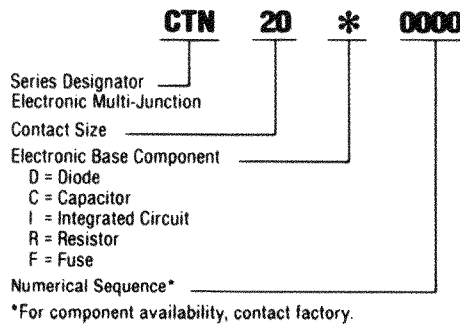 CTN 20 * 0000
Series Designator
Electronic Multi-Junction
Contact Size
Electronic Base Component
D = Diode
C = Capacitor
I = Integrated Circuit
R = Resistor
F = Fuse
Numerical Sequence*
*For component availability, contact factory.